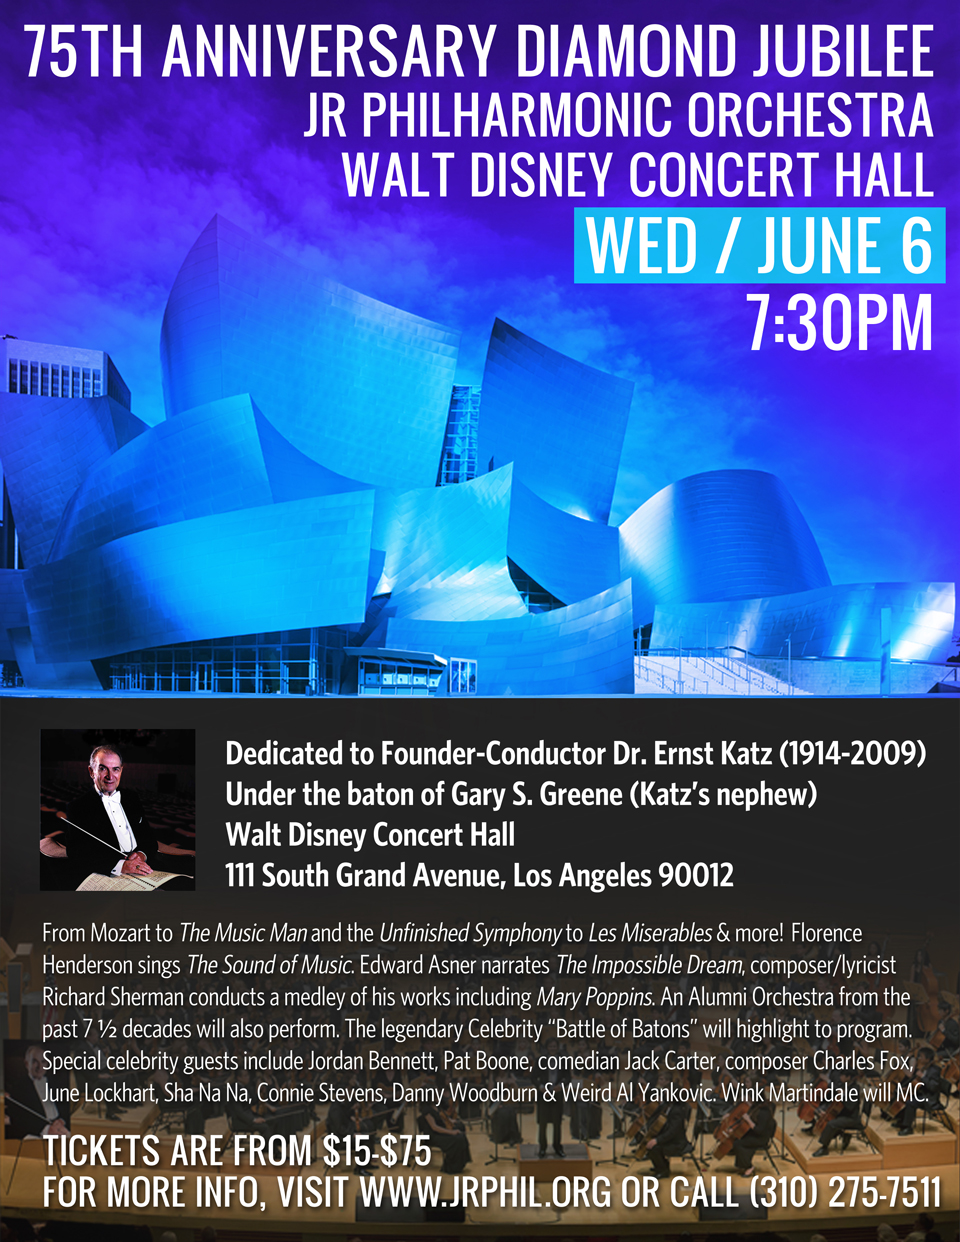 75TH ANNIVERSARY DIAMOND JUBILEE
JR PHILHARMONIC ORCHESTRA
WALT DISNEY CONCERT HALL
WED / JUNE 6
7:30PM
Dedicated to Founder-Conductor Dr. Ernst Katz (1914-2009)
Under the baton of Gary S. Greene (Katz's nephew)
Walt Disney Concert Hall
111 South Grand Avenue, Los Angeles 90012
From Mozart to The Music Man and the Unfinished Symphony to Les Miserables & more! Florence
Henderson sings The Sound of Music. Edward Asner narrates The Impossible Dream, composer/lyricist
Richard Sherman conducts a medley of his works including Mary Poppins. An Alumni Orchestra from the
past 7 ½ decades will also perform. The legendary Celebrity “Battle of Batons” will highlight to program.
Special celebrity guests include Jordan Bennett, Pat Boone, comedian Jack Carter, composer Charles Fox,
June Lockhart, Sha Na Na, Connie Stevens, Danny Woodburn & Weird Al Yankovic. Wink Martindale will MC.
TICKETS ARE FROM $15-$75
FOR MORE INFO, VISIT WWW.JRPHIL.ORG OR CALL (310) 275-7511